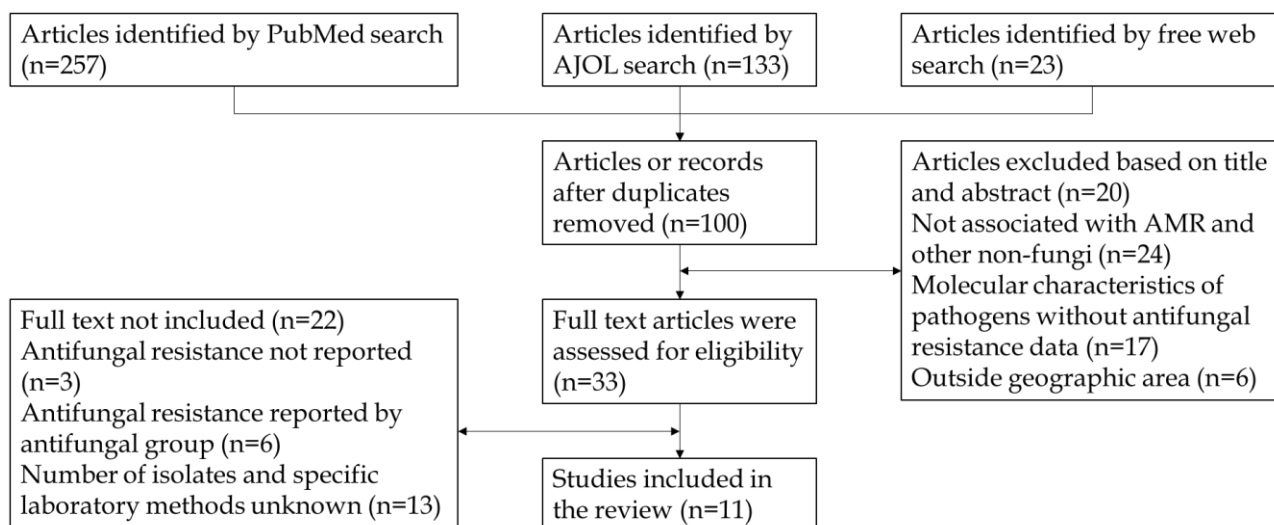 Articles identified by PubMed search
(n=257)
Articles identified by
AJOL search (n=133)
Articles identified by free web
search (n=23)
Articles or records
after duplicates
removed (n=100)
Articles excluded based on title
and abstract (n=20)
Not associated with AMR and
other non-fungi (n=24)
Molecular characteristics of
pathogens without antifungal
resistance data (n=17)
Outside geographic area (n=6)
Full text articles were
assessed for eligibility
(n=33)
Full text not included (n=22)
Antifungal resistance not reported
(n=3)
Antifungal resistance reported by
antifungal group (n=6)
Number of isolates and specific
laboratory methods unknown (n=13)
Studies included in
the review (n=11)